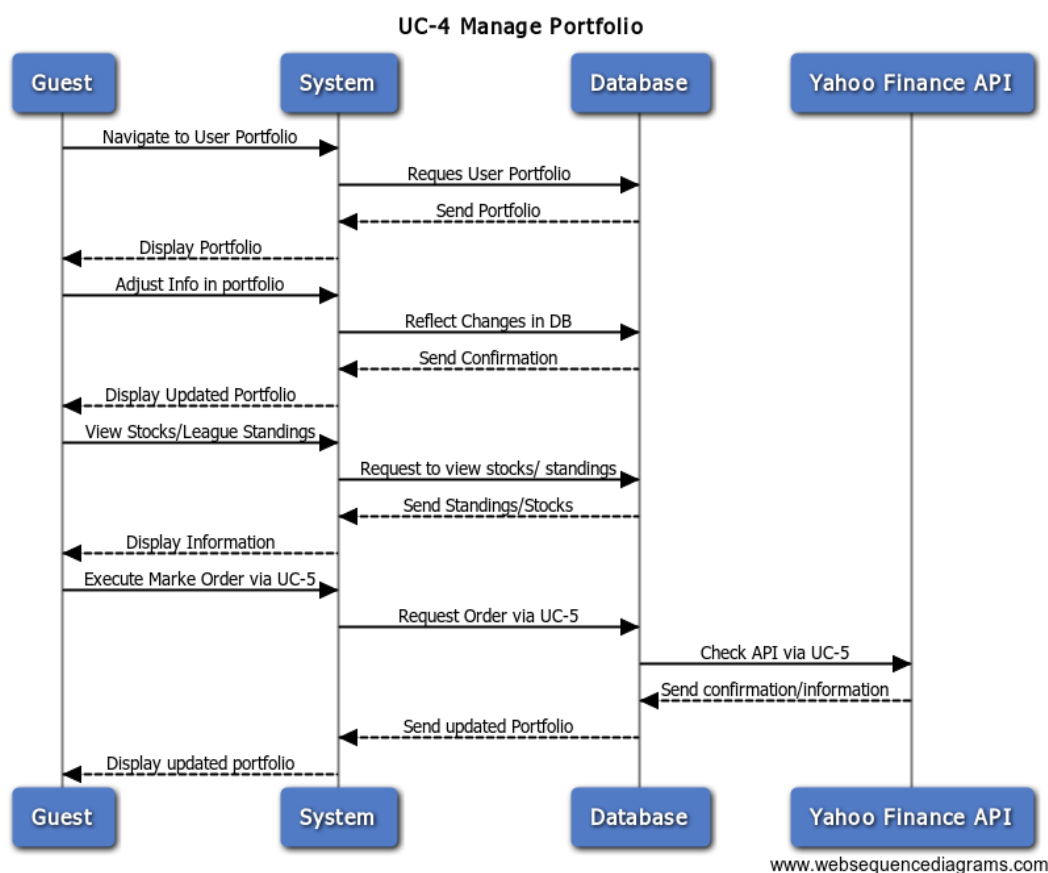 UC-4 Manage Portfolio
Guest System Database Yahoo Finance API
Navigate to User Portfolio
Reques User Portfolio
Send Portfolio
Display Portfolio
Adjust Info in portfolio
Reflect Changes in DB
Send Confirmation
Display Updated Portfolio
View Stocks/League Standings
Request to view stocks/ standings
Send Standings/Stocks
Display Information
Execute Marke Order via UC-5
Request Order via UC-5
Check API via UC-5
Send confirmation/information
Send updated Portfolio
Display updated portfolio
Guest System Database Yahoo Finance API
www.websequencediagrams.com